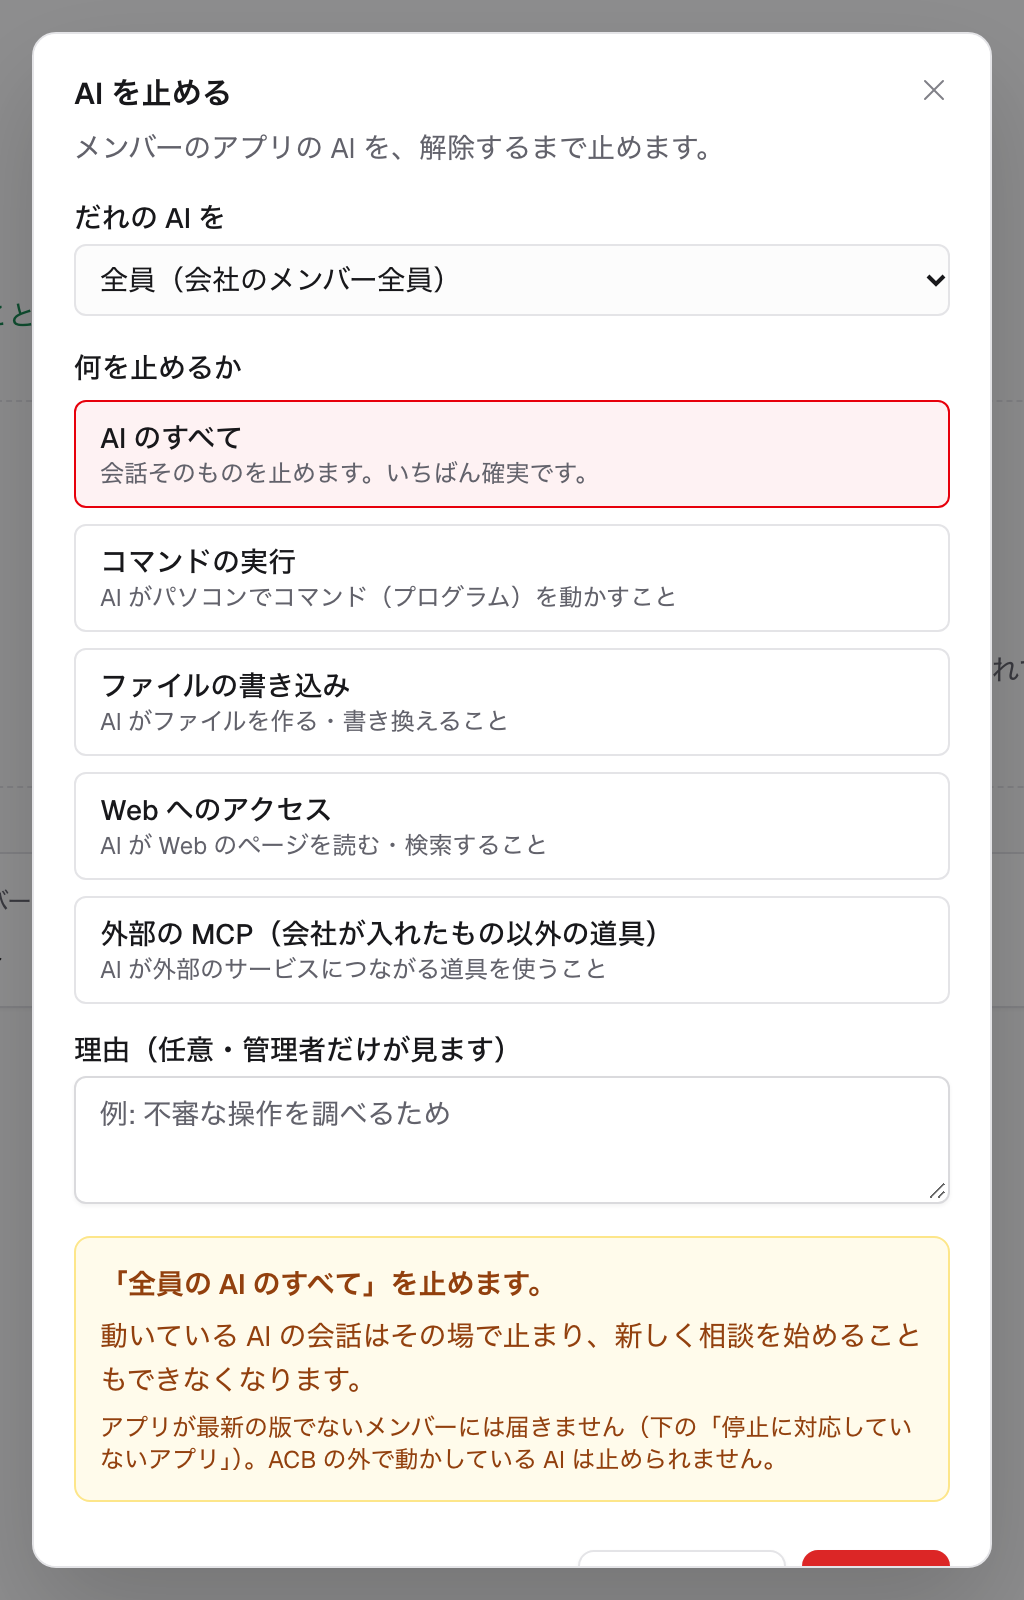 AI を止める
メンバーのアプリの AI を、解除するまで止めます。
だれの AI を
全員（会社のメンバー全員）
こと
何を止めるか
AI のすべて
会話そのものを止めます。いちばん確実です。
コマンドの実行
AI がパソコンでコマンド（プログラム）を動かすこと
ファイルの書き込み
AI がファイルを作る・書き換えること
Web へのアクセス
AI が Web のページを読む・検索すること
外部の MCP（会社が入れたもの以外の道具）
AI が外部のサービスにつながる道具を使うこと
理由（任意・管理者だけが見ます）
例: 不審な操作を調べるため
「全員の AI のすべて」を止めます。
動いている AI の会話はその場で止まり、新しく相談を始めること
もできなくなります。
アプリが最新の版でないメンバーには届きません（下の「停止に対応してい
ないアプリ」）。ACB の外で動かしている AI は止められません。